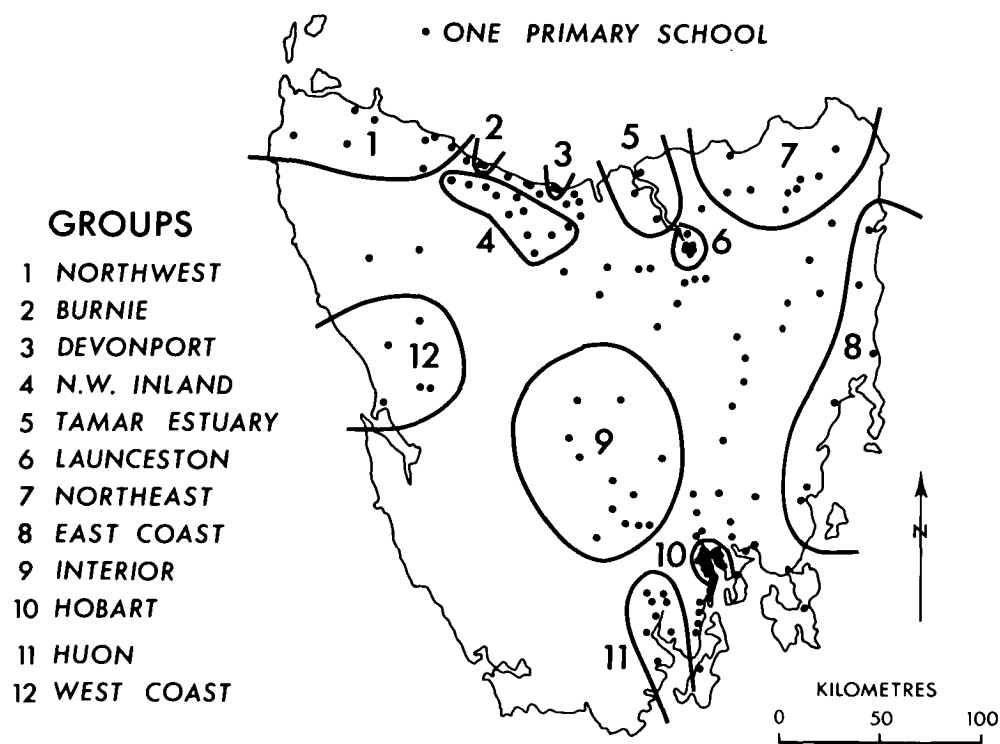 • ONE PRIMARY SCHOOL
GROUPS
1 NORTHWEST
2 BURNIE
3 DEVONPORT
4 N.W. INLAND
5 TAMAR ESTUARY
6 LAUNCESTON
7 NORTHEAST
8 EAST COAST
9 INTERIOR
10 HOBART
11 HUON
12 WEST COAST
1
2
3
4
5
6
7
8
9
10
11
12
N
KILOMETRES
0 50 100